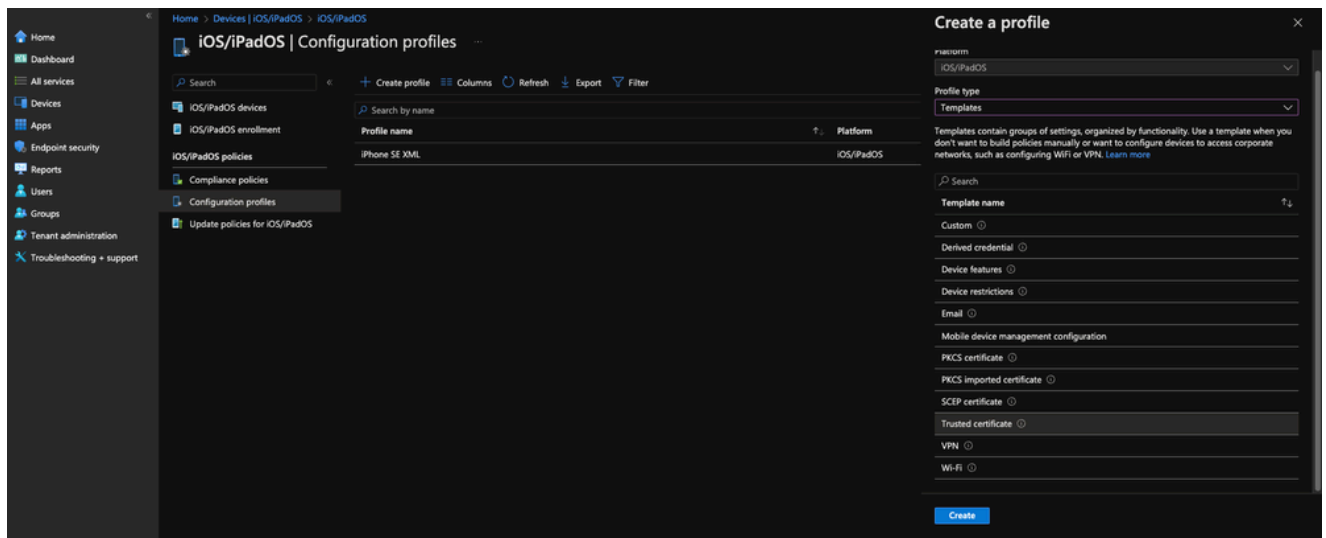 Home > Devices | iOS/iPadOS > iOS/iPadOS
iOS/iPadOS | Configuration profiles ...
Home
Dashboard
All services
Devices
Apps
Endpoint security
Reports
Users
Groups
Tenant administration
Troubleshooting + support
Search
iOS/iPadOS devices
iOS/iPadOS enrollment
iOS/iPadOS policies
Compliance policies
Configuration profiles
Update policies for iOS/iPadOS
Create profile Columns Refresh Export Filter
Search by name
Profile name Platform
iPhone SE XML iOS/iPadOS
Create a profile
Platform
iOS/iPadOS
Profile type
Templates
Templates contain groups of settings, organized by functionality. Use a template when you
don't want to build policies manually or want to configure devices to access corporate
networks, such as configuring WiFi or VPN. Learn more
Search
Template name
Custom
Derived credential
Device features
Device restrictions
Email
Mobile device management configuration
PKCS certificate
PKCS imported certificate
SCEP certificate
Trusted certificate
VPN
Wi-Fi
Create